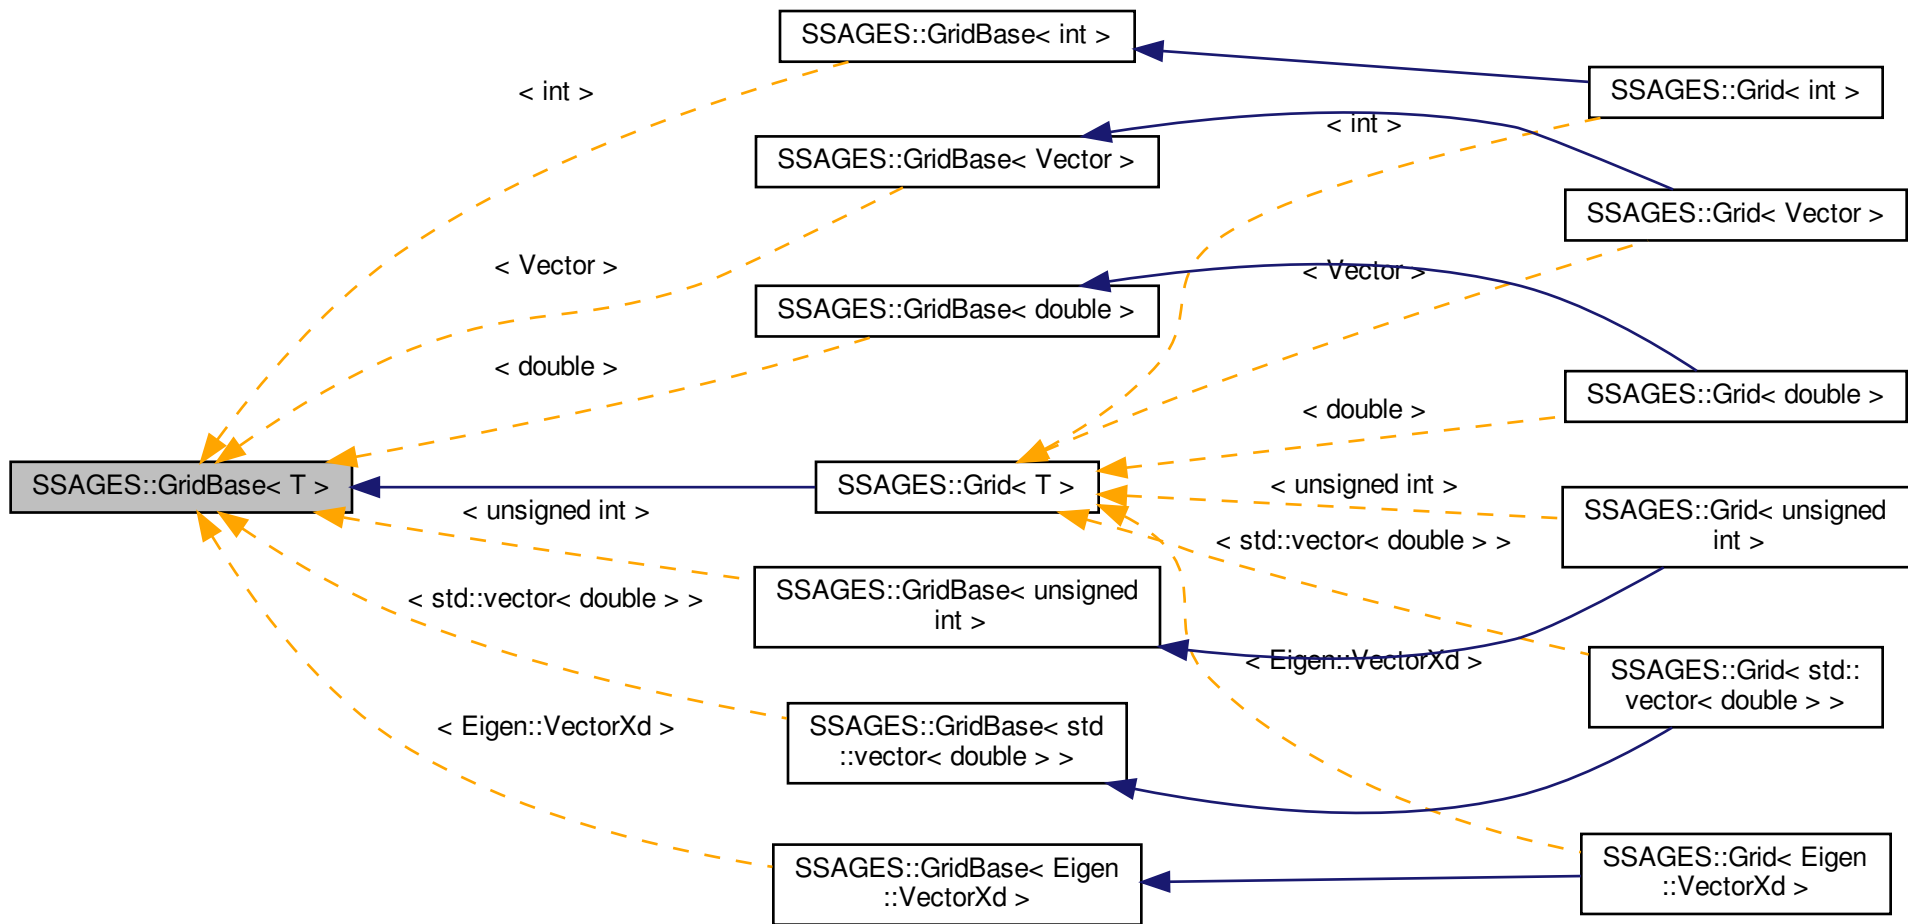 SSAGES::GridBase< int >
SSAGES::Grid< int >
< int >
< int >
SSAGES::GridBase< Vector >
SSAGES::Grid< Vector >
< Vector >
< Vector >
SSAGES::GridBase< double >
< double >
SSAGES::Grid< double >
< double >
SSAGES::GridBase< T >
SSAGES::Grid< T >
< unsigned int >
< unsigned int >
SSAGES::Grid< unsigned
int >
< std::vector< double > >
SSAGES::GridBase< unsigned
int >
< std::vector< double > >
< Eigen::VectorXd >
SSAGES::Grid< std::
vector< double > >
< Eigen::VectorXd >
SSAGES::GridBase< std
::vector< double > >
SSAGES::GridBase< Eigen
::VectorXd >
SSAGES::Grid< Eigen
::VectorXd >